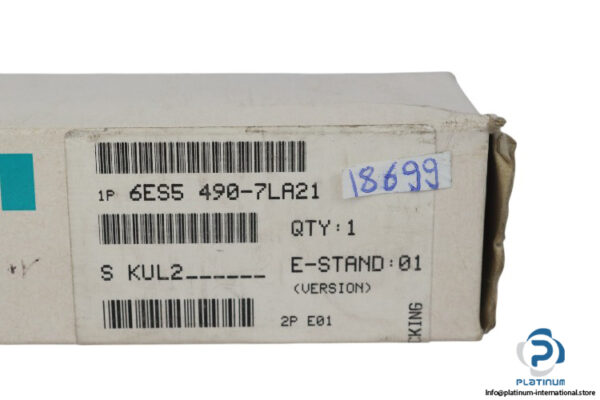 1P 6ES5 490-7LA21
18699
QTY:1
S KUL2______
E-STAND:01
(VERSION)
2P E01
CKING
PLATINUM
Info@platinum-international.store